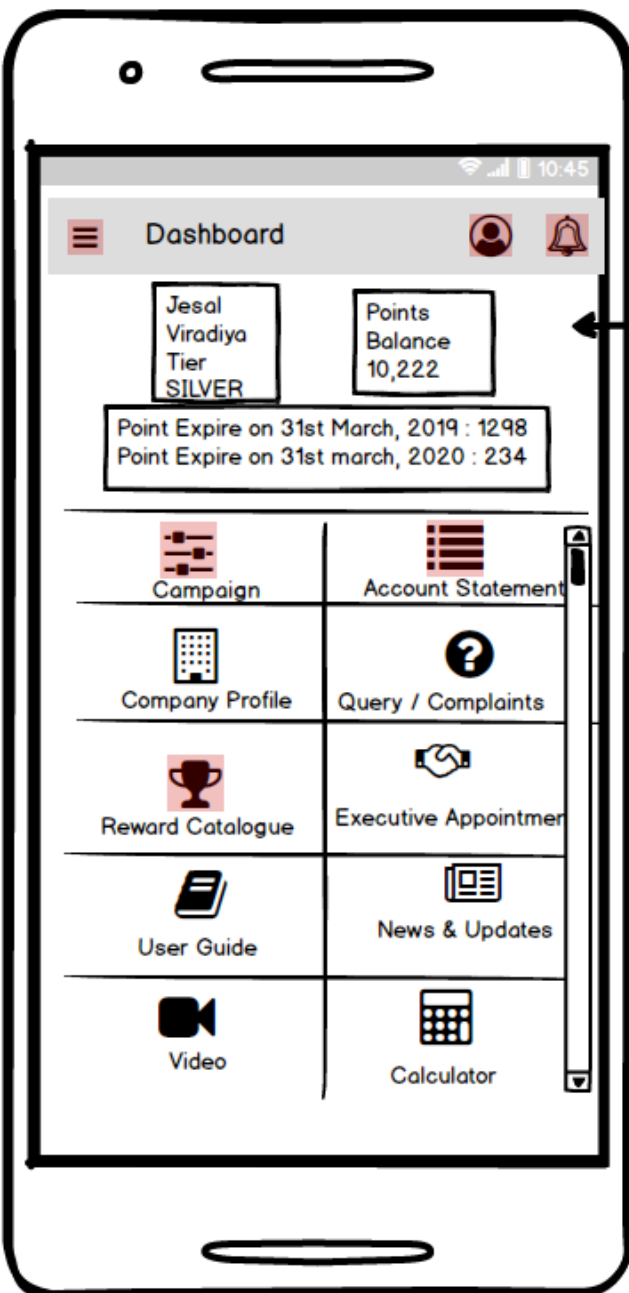 10:45
Dashboard
Jesal
Viradiya
Tier
SILVER
Points
Balance
10,222
Point Expire on 31st March, 2019 : 1298
Point Expire on 31st march, 2020 : 234
Campaign
Account Statement
Company Profile
Query / Complaints
Reward Catalogue
Executive Appointmen
User Guide
News & Updates
Video
Calculator